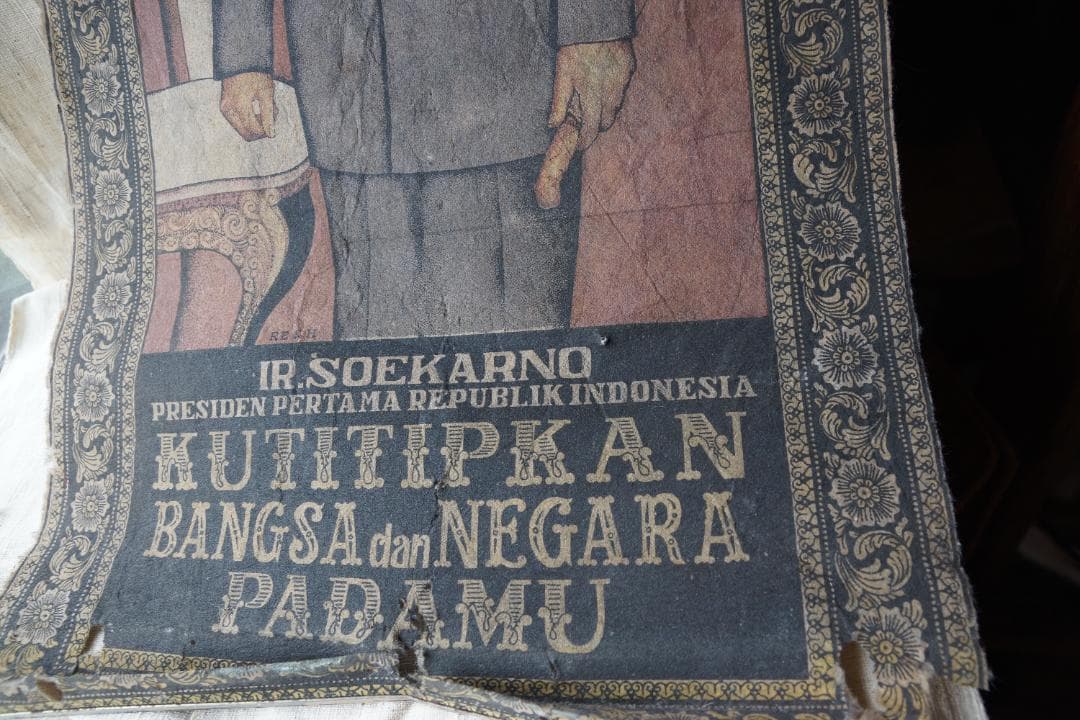 IR.SOEKARNO
PRESIDEN PERTAMA REPUBLIK INDONESIA
KUTITIPKAN
BANGSA dan NEGARA
PADAMU